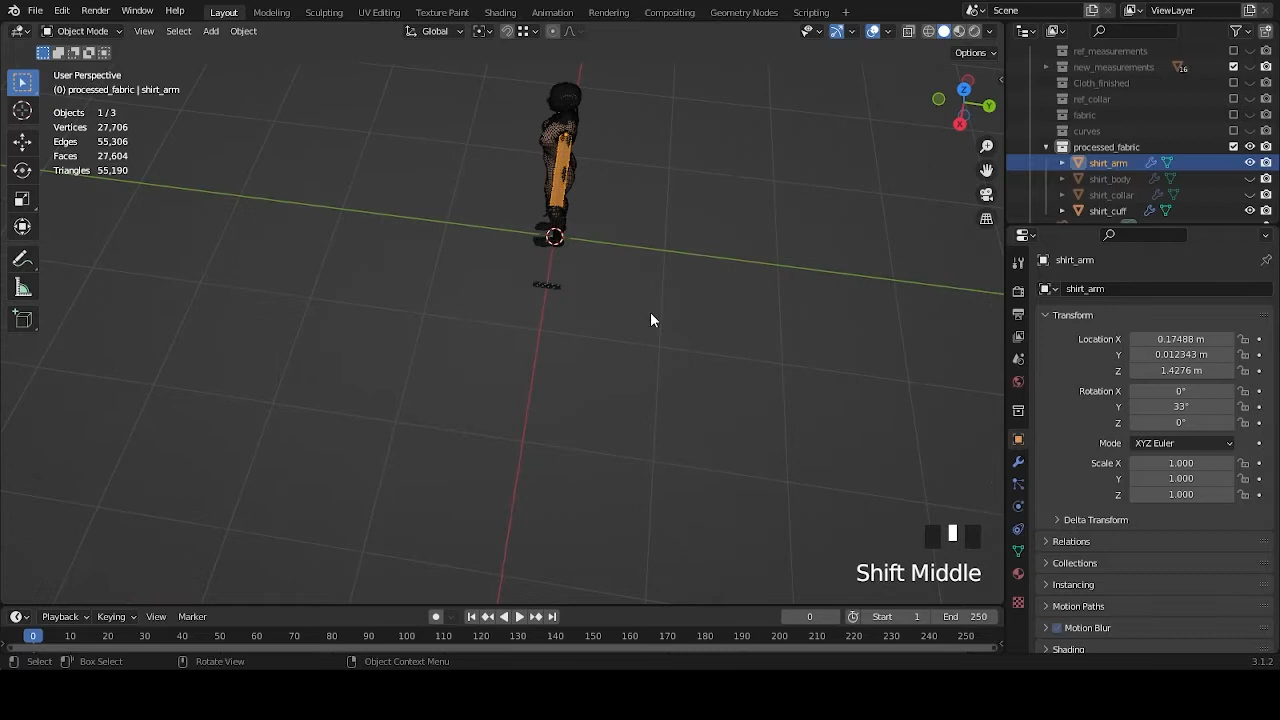 File Edit Render Window Help Layout Modeling Sculpting UV Editing Texture Paint Shading Animation Rendering Compositing Geometry Nodes Scripting + Scene ViewLayer
Object Mode View Select Add Object Global
Options
User Perspective
(0) processed_fabric | shirt_arm
Objects 1 / 3
Vertices 27,706
Edges 55,306
Faces 27,604
Triangles 55,190
Z
Y
X
Shift Middle
ref_measurements
new_measurements 26
Cloth_finished
ref_collar
fabric
curves
processed_fabric
shirt_arm
shirt_body
shirt_collar
shirt_cuff
shirt_arm
shirt_arm
Transform
Location X 0.17488 m
Y 0.012343 m
Z 1.4276 m
Rotation X 0°
Y 33°
Z 0°
Mode XYZ Euler
Scale X 1.000
Y 1.000
Z 1.000
Delta Transform
Relations
Collections
Instancing
Motion Paths
Motion Blur
Shading
Playback Keying View Marker 0 Start 1 End 250
0 10 20 30 40 50 60 70 80 90 100 110 120 130 140 150 160 170 180 190 200 210 220 230 240 250
Select Box Select Rotate View Object Context Menu 3.1.2